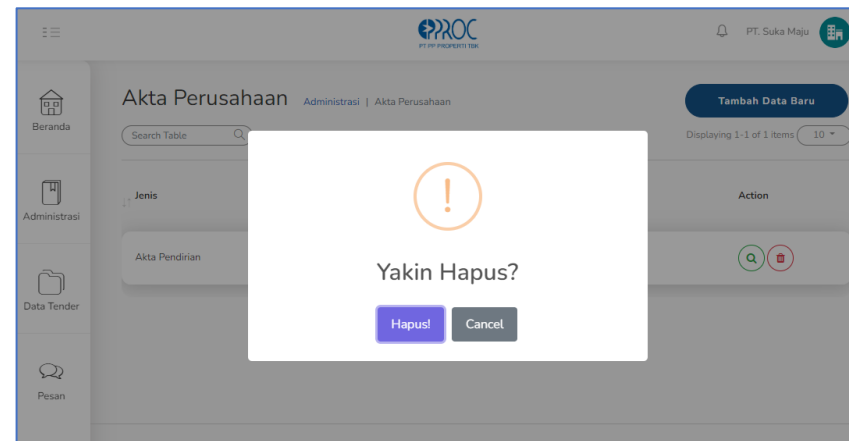 EPROC
PT PP PROPERTI TBK
PT. Suka Maju
Beranda
Administrasi
Data Tender
Pesan
Akta Perusahaan
Administrasi | Akta Perusahaan
Tambah Data Baru
Search Table
Displaying 1-1 of 1 items
10
Jenis
Action
Akta Pendirian
!
Yakin Hapus?
Hapus!
Cancel